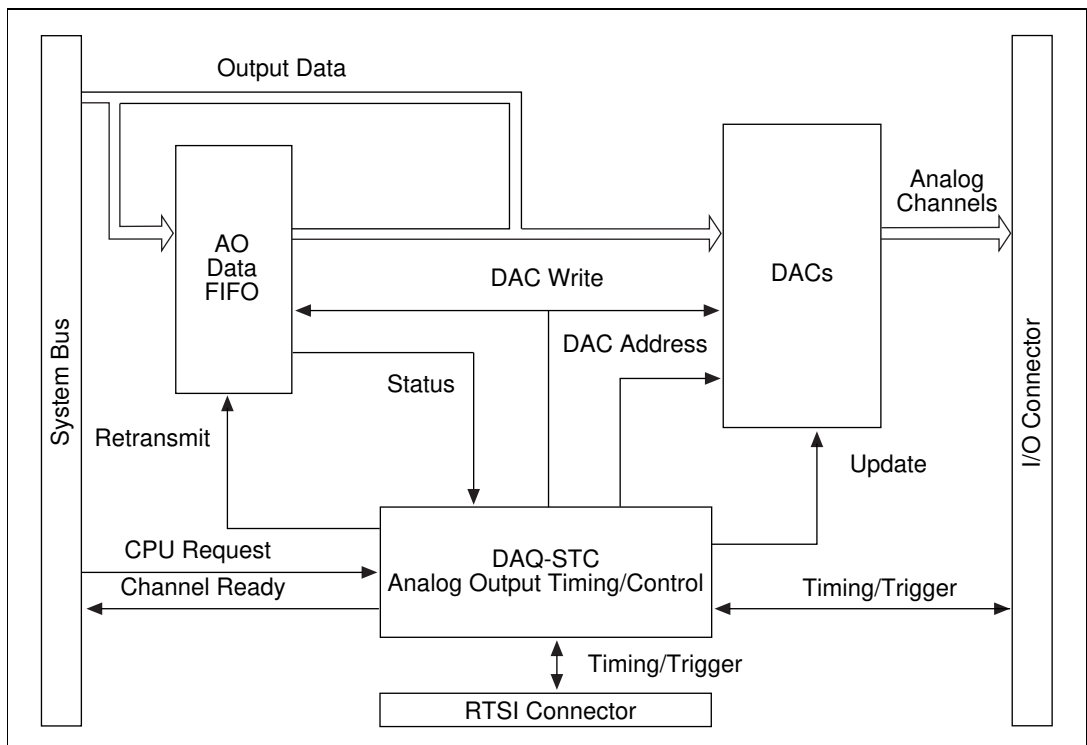 Output Data
Analog
Channels
AO
Data
FIFO
DACs
DAC Write
DAC Address
Status
System Bus
I/O Connector
Retransmit
Update
CPU Request
DAQ-STC
Analog Output Timing/Control
Channel Ready
Timing/Trigger
Timing/Trigger
RTSI Connector